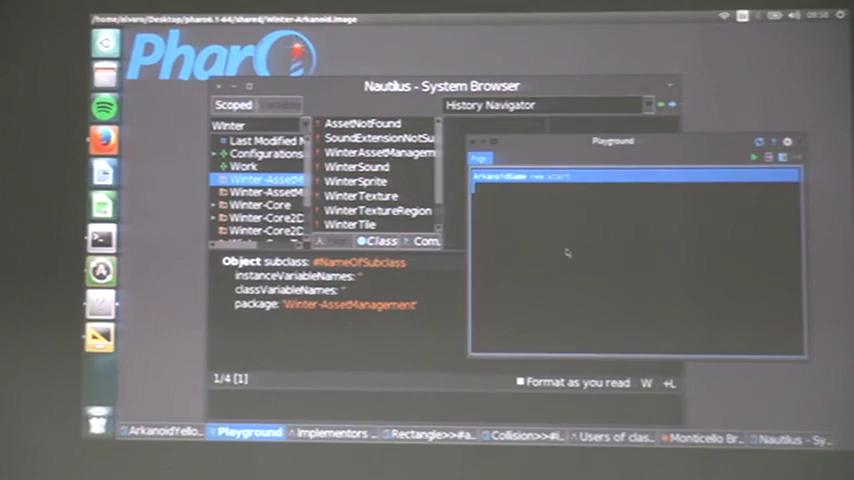 /home/alvaro/Desktop/pharo6.1-64/shared/Winter-Arkanoid.image
09:58
Pharo
Nautilus - System Browser
Scoped
History Navigator
Winter
Last Modified
Configurations
Work
Winter-AssetM
Winter-AssetM
Winter-Core
Winter-Core2D
Winter-Core2D
AssetNotFound
SoundExtensionNotSu
WinterAssetManagem
WinterSound
WinterSprite
WinterTexture
WinterTextureRegion
WinterTile
Class
Com.
Playground
Page
ArkanoidGame new start
Object subclass: #NameOfSubclass
instanceVariableNames: ''
classVariableNames: ''
package: 'Winter-AssetManagement'
1/4 [1]
Format as you read W +L
ArkanoidYello... Playground Implementors ... Rectangle>>#a... Collision>>#i... Users of clas... Monticello Br... Nautilus - Sy...